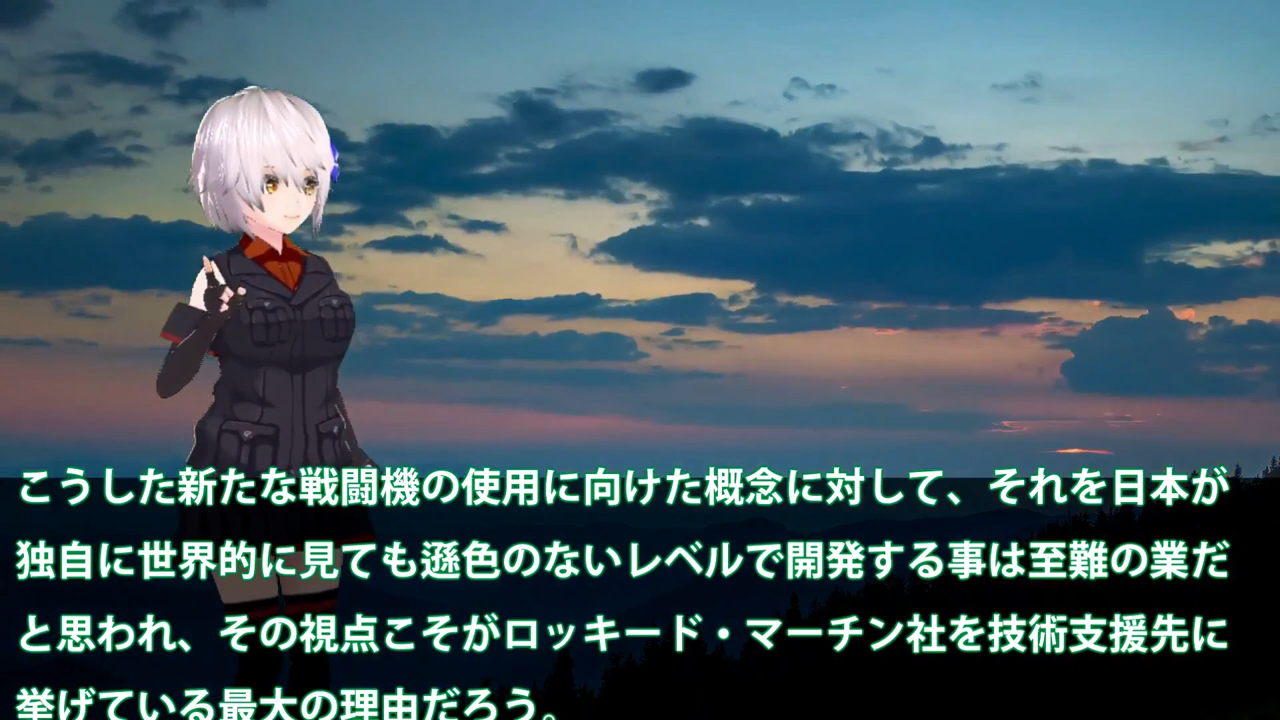 こうした新たな戦闘機の使用に向けた概念に対して、それを日本が
独自に世界的に見ても遜色のないレベルで開発する事は至難の業だ
と思われ、その視点こそがロッキード・マーチン社を技術支援先に
挙げている最大の理由だろう。